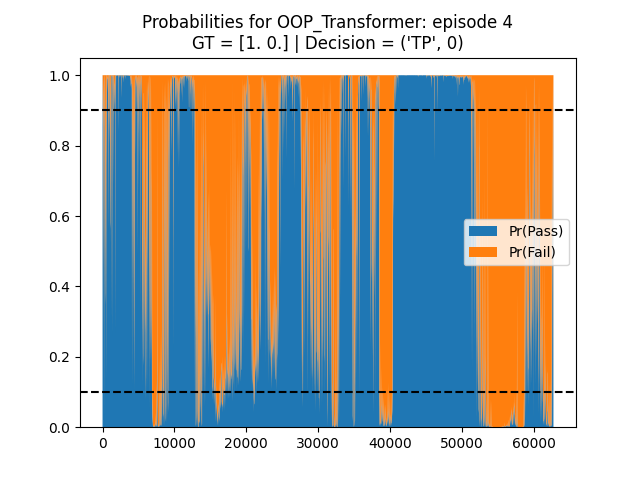 Probabilities for OOP_Transformer: episode 4
GT = [1. 0.] | Decision = ('TP', 0)
1.0
0.8
0.6
0.4
0.2
0.0
Pr(Pass)
Pr(Fail)
0 10000 20000 30000 40000 50000 60000